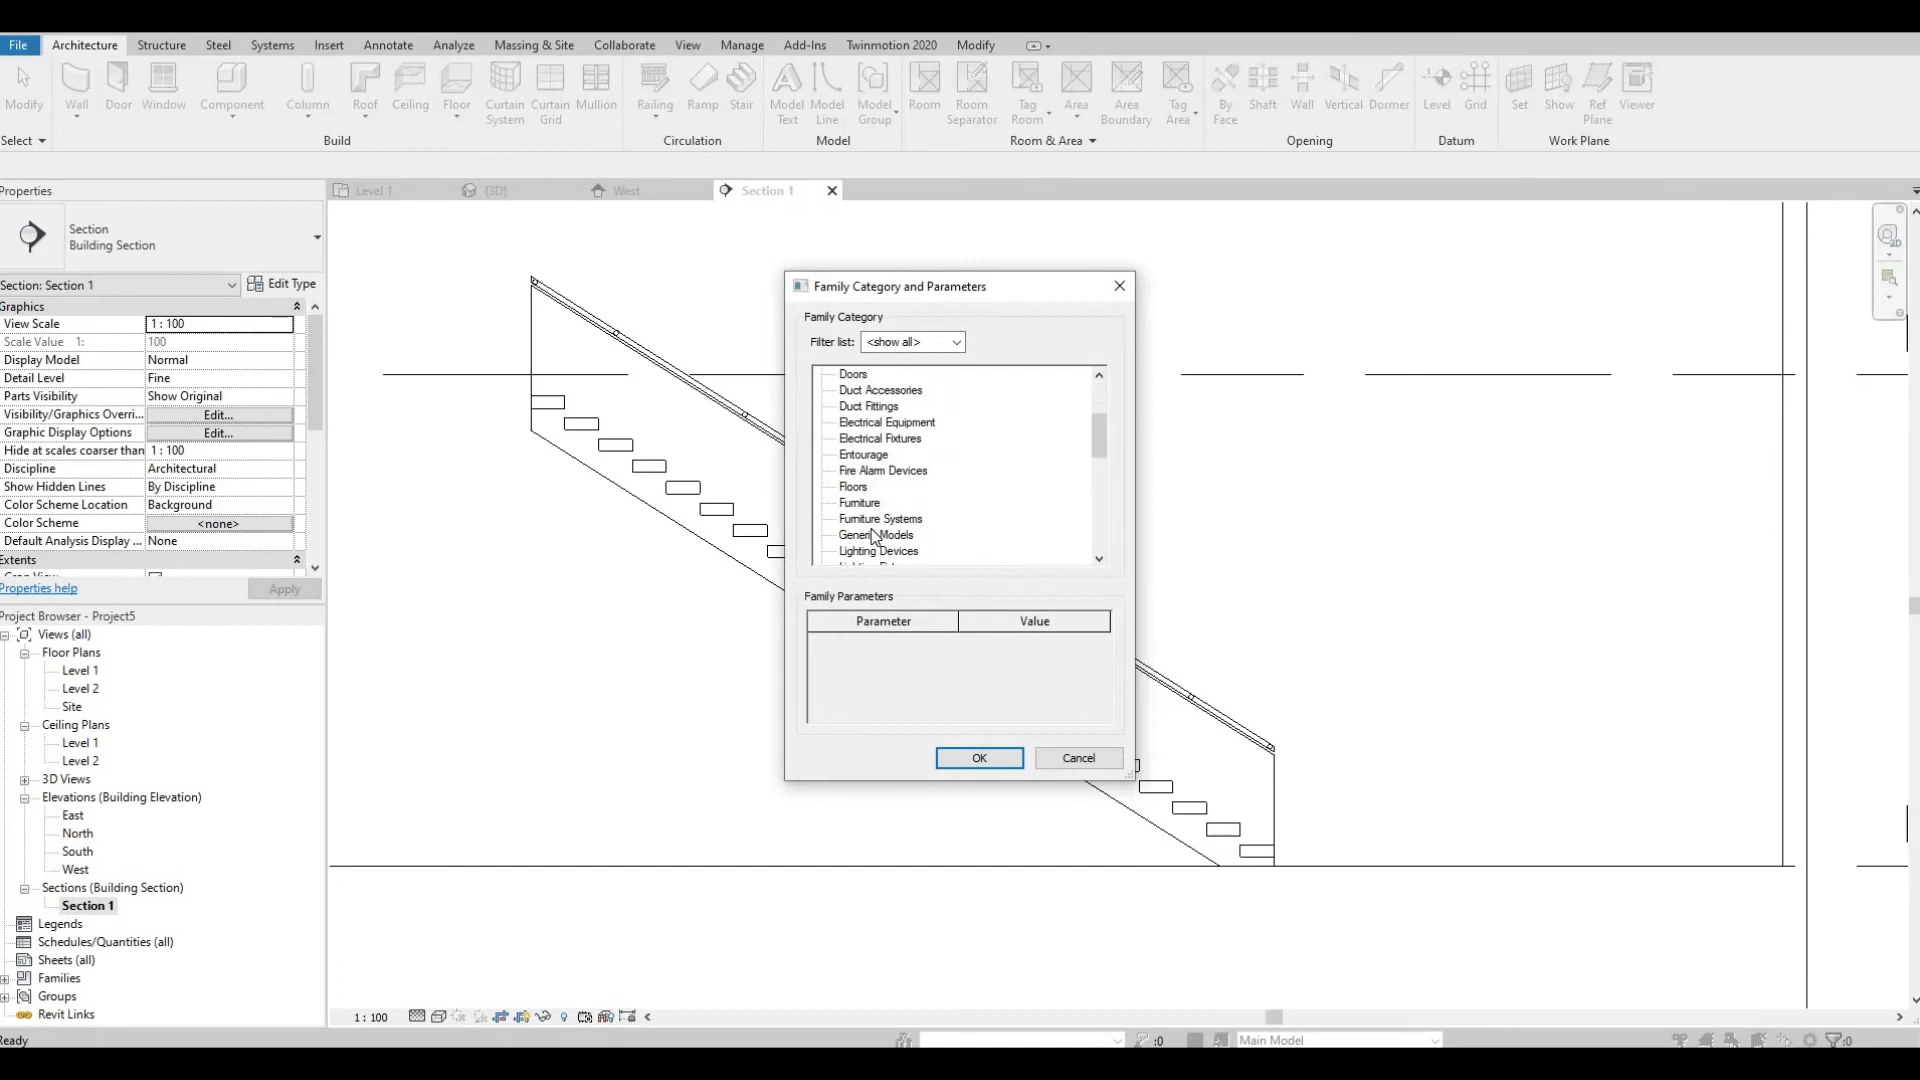 File Architecture Structure Steel Systems Insert Annotate Analyze Massing & Site Collaborate View Manage Add-Ins Twinmotion 2020 Modify
Modify Wall Door Window Component Column Roof Ceiling Floor Curtain System Curtain Grid Mullion Railing Ramp Stair Model Text Model Line Model Group Room Room Separator Tag Room Area Area Boundary Tag Area By Face Shaft Wall Vertical Dormer Level Grid Set Show Ref Plane Viewer
Select Build Circulation Model Room & Area Opening Datum Work Plane
Properties
Level 1 {3D} West Section 1
Section
Building Section
Section: Section 1 Edit Type
Graphics
View Scale 1 : 100
Scale Value 1: 100
Display Model Normal
Detail Level Fine
Parts Visibility Show Original
Visibility/Graphics Overri... Edit...
Graphic Display Options Edit...
Hide at scales coarser than 1 : 100
Discipline Architectural
Show Hidden Lines By Discipline
Color Scheme Location Background
Color Scheme <none>
Default Analysis Display ... None
Extents
Properties help Apply
Project Browser - Project5
Views (all)
Floor Plans
Level 1
Level 2
Site
Ceiling Plans
Level 1
Level 2
3D Views
Elevations (Building Elevation)
East
North
South
West
Sections (Building Section)
Section 1
Legends
Schedules/Quantities (all)
Sheets (all)
Families
Groups
Revit Links
Family Category and Parameters
Family Category
Filter list: <show all>
Doors
Duct Accessories
Duct Fittings
Electrical Equipment
Electrical Fixtures
Entourage
Fire Alarm Devices
Floors
Furniture
Furniture Systems
Generic Models
Lighting Devices
Family Parameters
Parameter Value
OK Cancel
2D
1 : 100
Ready :0 Main Model :0